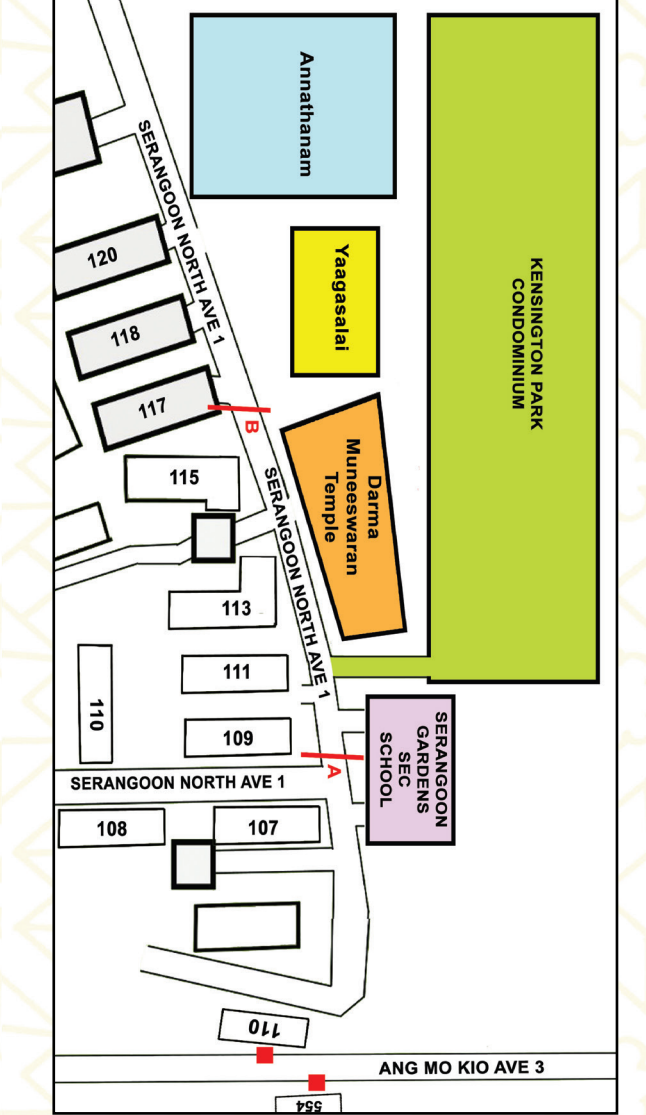 Annathanam
KENSINGTON PARK
CONDOMINIUM
SERANGOON NORTH AVE 1
Yaagasalai
120
118
117
B
Darma
Muneeswaran
Temple
115
SERANGOON NORTH AVE 1
113
111
110
109
A
SERANGOON
GARDENS
SEC
SCHOOL
SERANGOON NORTH AVE 1
108
107
110
ANG MO KIO AVE 3
554